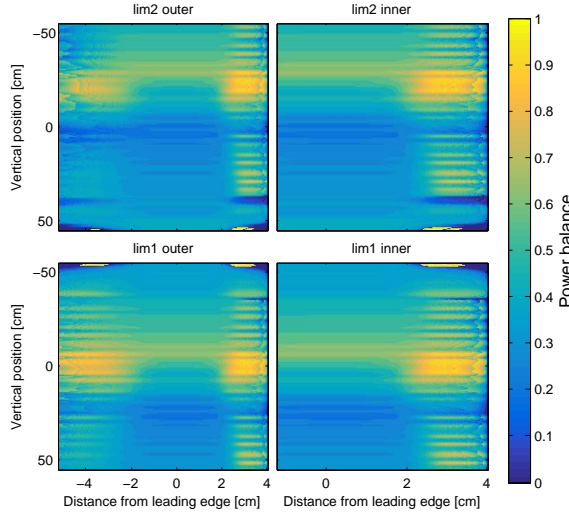 lim2 outer
lim2 inner
Vertical position [cm]
−50
0
50
lim1 outer
lim1 inner
Vertical position [cm]
−50
0
50
−4
−2
0
2
4
0
2
4
Distance from leading edge [cm]
Distance from leading edge [cm]
1
0.9
0.8
0.7
0.6
0.5
0.4
0.3
0.2
0.1
0
Power balance